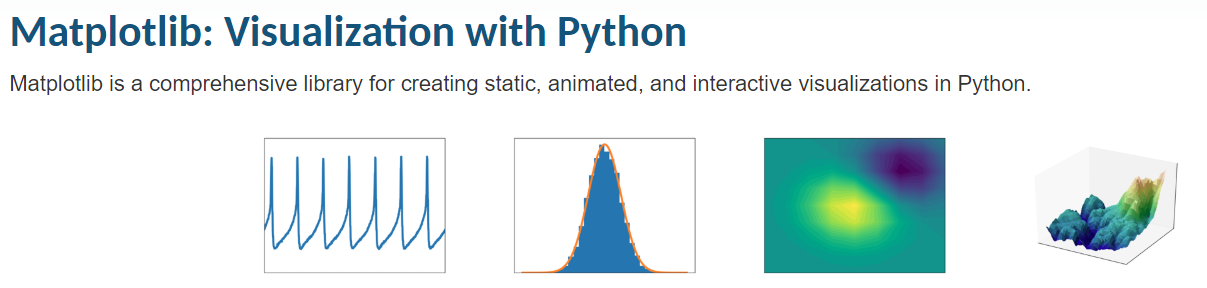 Matplotlib: Visualization with Python
Matplotlib is a comprehensive library for creating static, animated, and interactive visualizations in Python.